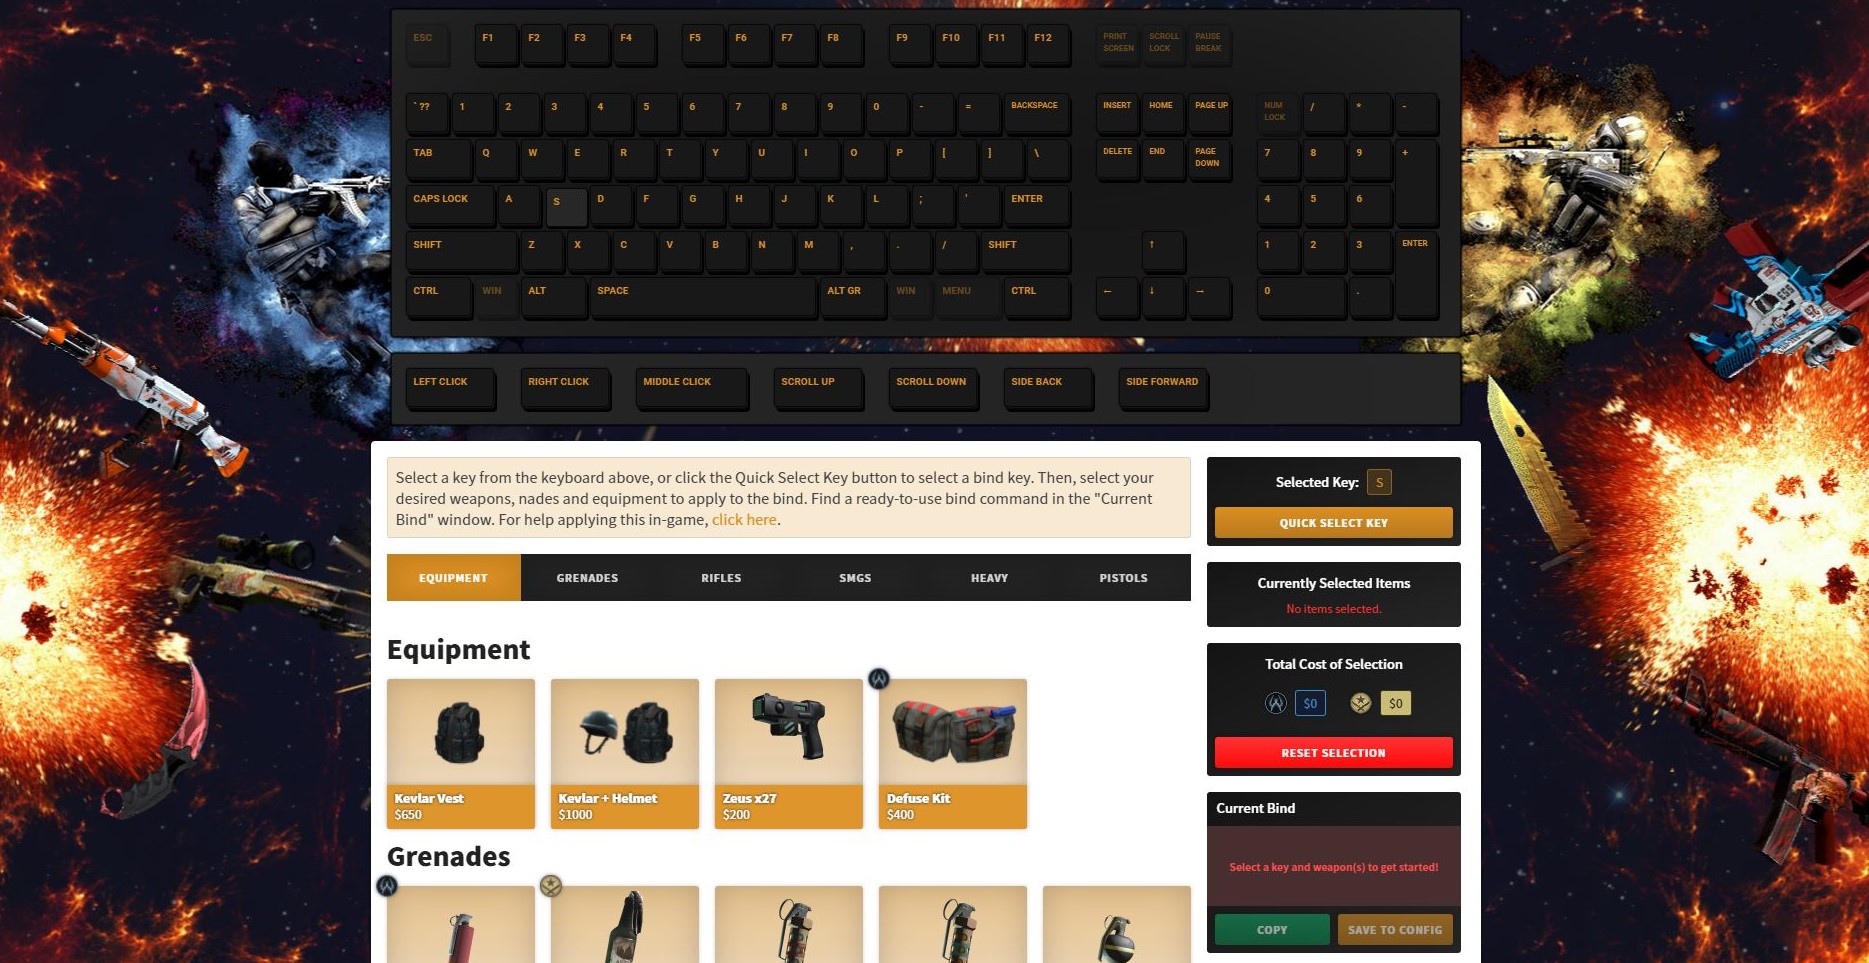 ESC F1 F2 F3 F4 F5 F6 F7 F8 F9 F10 F11 F12 PRINT SCREEN SCROLL LOCK PAUSE BREAK
` ?? 1 2 3 4 5 6 7 8 9 0 - = BACKSPACE INSERT HOME PAGE UP NUM LOCK / * -
TAB Q W E R T Y U I O P [ ] \ DELETE END PAGE DOWN 7 8 9 +
CAPS LOCK A S D F G H J K L ; ' ENTER 4 5 6
SHIFT Z X C V B N M , . / SHIFT ↑ 1 2 3 ENTER
CTRL WIN ALT SPACE ALT GR WIN MENU CTRL ← ↓ → 0 .
LEFT CLICK RIGHT CLICK MIDDLE CLICK SCROLL UP SCROLL DOWN SIDE BACK SIDE FORWARD
Select a key from the keyboard above, or click the Quick Select Key button to select a bind key. Then, select your
desired weapons, nades and equipment to apply to the bind. Find a ready-to-use bind command in the "Current
Bind" window. For help applying this in-game, click here.
EQUIPMENT GRENADES RIFLES SMGS HEAVY PISTOLS
Equipment
Kevlar Vest
$650
Kevlar + Helmet
$1000
Zeus x27
$200
Defuse Kit
$400
Grenades
Selected Key: S
QUICK SELECT KEY
Currently Selected Items
No items selected.
Total Cost of Selection
$0 $0
RESET SELECTION
Current Bind
Select a key and weapon(s) to get started!
COPY SAVE TO CONFIG